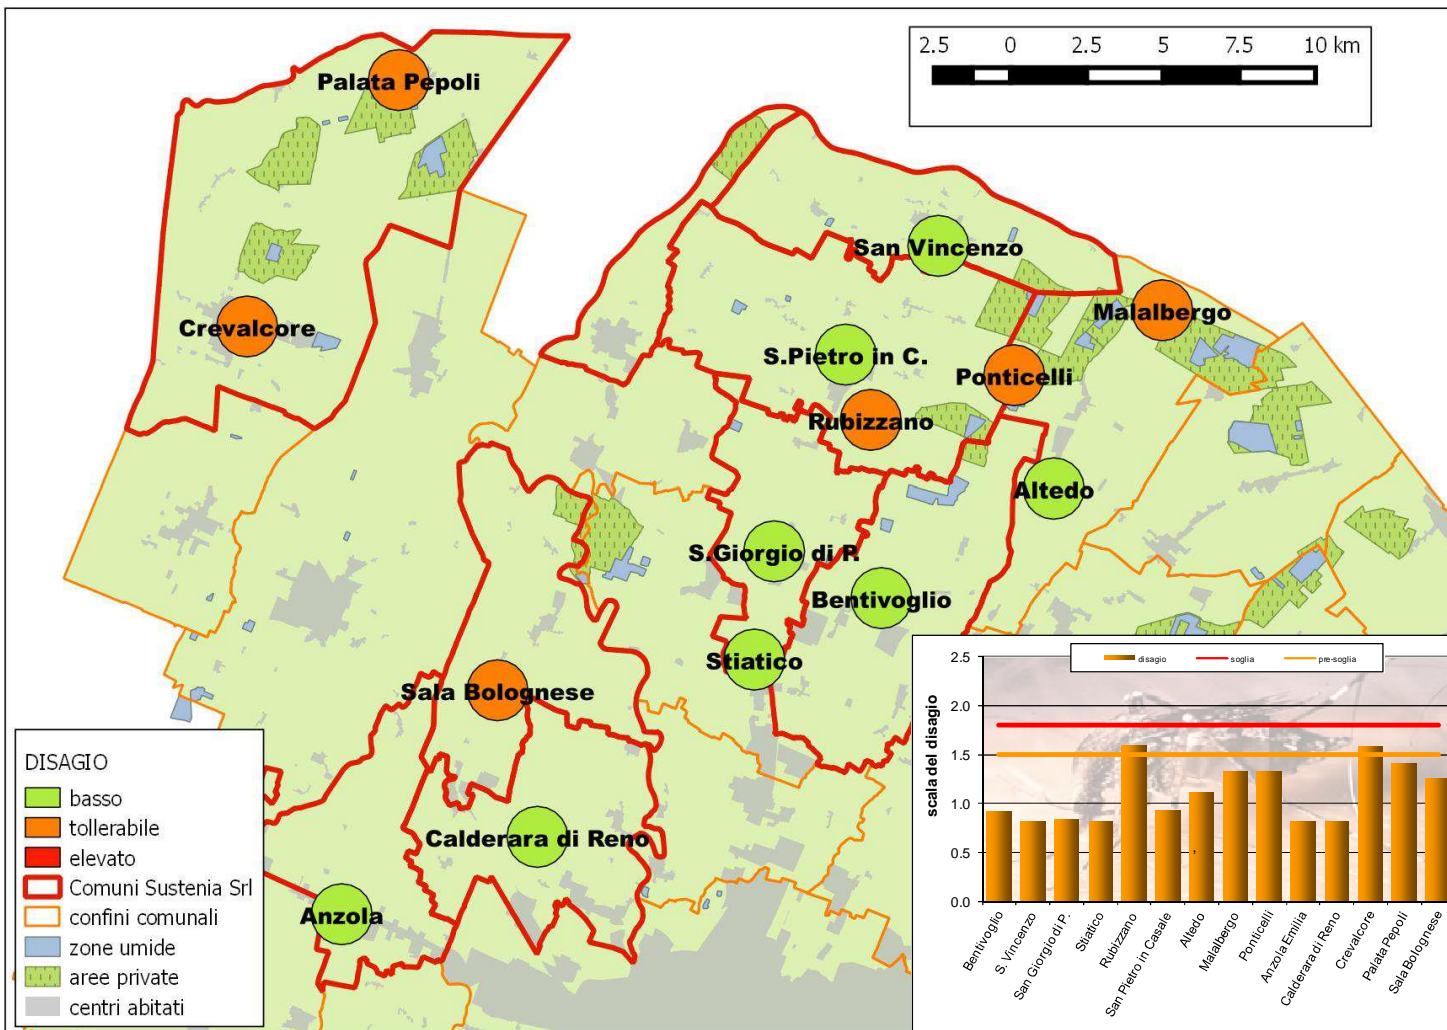 2.5 0 2.5 5 7.5 10 km
Palata Pepoli
San Vincenzo
Malalbergo
Crevalcore
S.Pietro in C.
Ponticelli
Rubizzano
Altedo
S.Giorgio di P.
Bentivoglio
Stiatico
Sala Bolognese
Calderara di Reno
Anzola
DISAGIO
basso
tollerabile
elevato
Comuni Sustenia Srl
confini comunali
zone umide
aree private
centri abitati
disagio soglia pre-soglia
scala del disagio
2.5
2.0
1.5
1.0
0.5
0.0
,
Bentivoglio
S. Vincenzo
San Giorgio di P.
Stiatico
Rubizzano
San Pietro in Casale
Altedo
Malalbergo
Ponticelli
Anzola Emilia
Calderara di Reno
Crevalcore
Palata Pepoli
Sala Bolognese